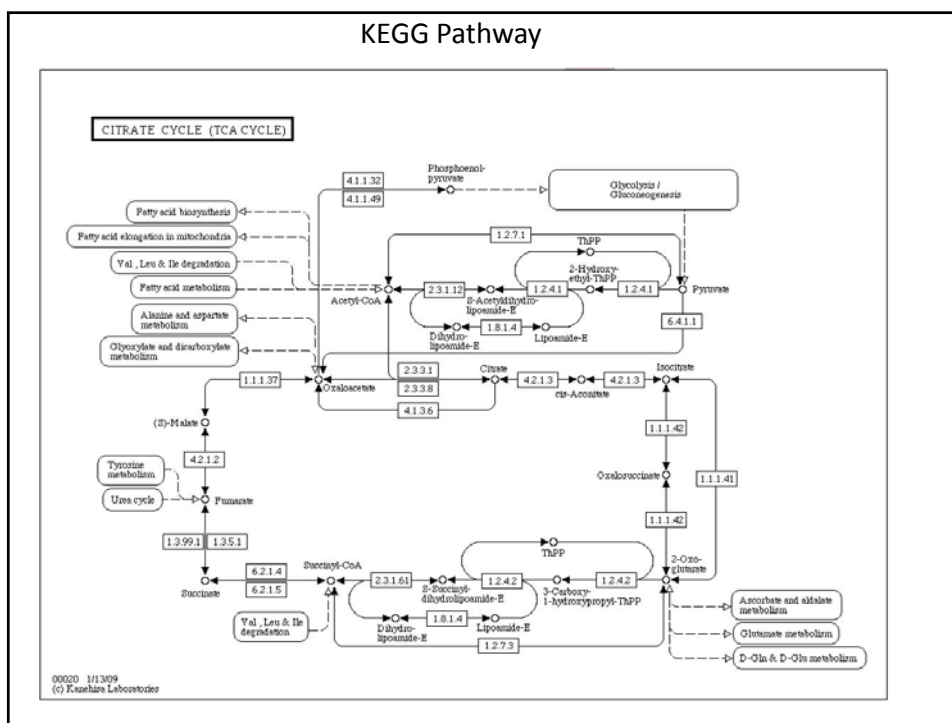 KEGG Pathway
CITRATE CYCLE (TCA CYCLE)
Phosphoenol-
pyruvate
4.1.1.32
4.1.1.49
Glycolysis /
Gluconeogenesis
Fatty acid biosynthesis
Fatty acid elongation in mitochondria
Val , Leu & Ile degradation
Fatty acid metabolism
Alanine and aspartate
metabolism
Glyoxylate and dicarboxylate
metabolism
1.2.7.1
ThPP
2-Hydroxy-
ethyl-ThPP
Acetyl-CoA
2.3.1.12
S-Acetyldihydro-
lipoamide-E
1.2.4.1
1.2.4.1
Pyruvate
Dihydro-
lipoamide-E
1.8.1.4
Lipoamide-E
6.4.1.1
1.1.1.37
Oxaloacetate
2.3.3.1
2.3.3.8
4.1.3.6
Citrate
4.2.1.3
cis-Aconitate
4.2.1.3
Isocitrate
(S)-Malate
4.2.1.2
1.1.1.42
Oxalosuccinate
1.1.1.41
1.1.1.42
Tyrosine
metabolism
Urea cycle
Fumarate
1.3.99.1
1.3.5.1
Succinate
6.2.1.4
6.2.1.5
Succinyl-CoA
2.3.1.61
S-Succinyl-
dihydrolipoamide-E
1.2.4.2
ThPP
3-Carboxy-
1-hydroxypropyl-ThPP
1.2.4.2
2-Oxo-
glutarate
Val , Leu & Ile
degradation
Dihydro-
lipoamide-E
1.8.1.4
Lipoamide-E
1.2.7.3
Ascorbate and aldalate
metabolism
Glutamate metabolism
D-Gln & D-Glu metabolism
00020 1/13/09
(c) Kanehisa Laboratories